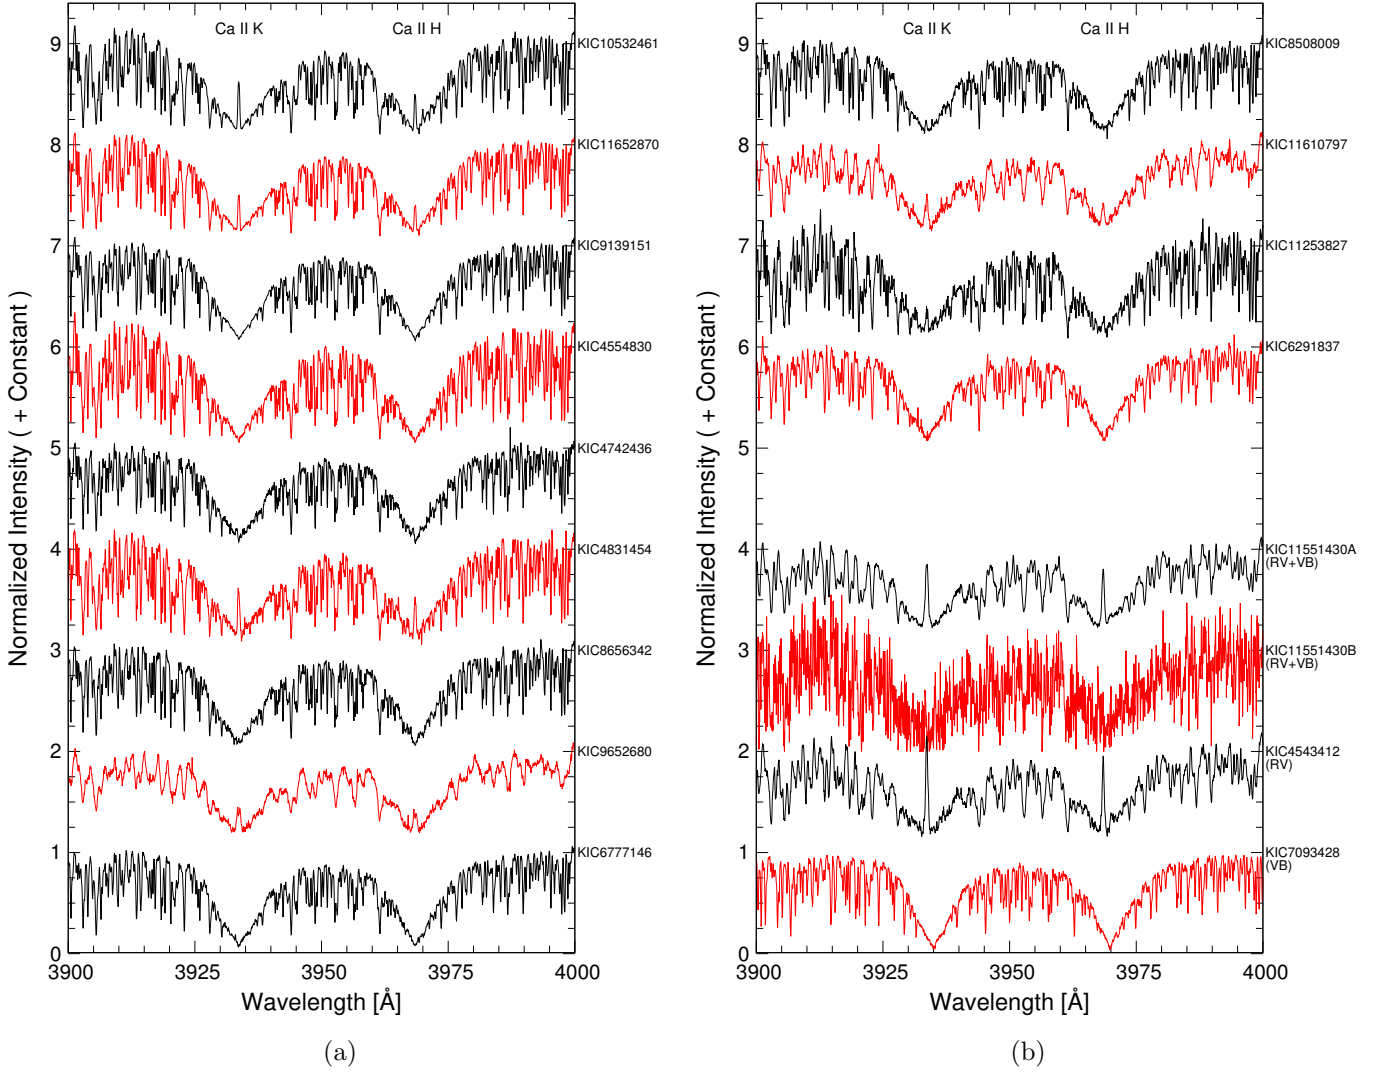 Ca II K
Ca II H
KIC10532461
KIC11652870
KIC9139151
KIC4554830
KIC4742436
KIC4831454
KIC8656342
KIC9652680
KIC6777146
9
8
7
6
5
4
3
2
1
0
3900
3925
3950
3975
4000
Normalized Intensity ( + Constant )
Wavelength [Å]
(a)
Ca II K
Ca II H
KIC8508009
KIC11610797
KIC11253827
KIC6291837
KIC11551430A
(RV+VB)
KIC11551430B
(RV+VB)
KIC4543412
(RV)
KIC7093428
(VB)
9
8
7
6
5
4
3
2
1
0
3900
3925
3950
3975
4000
Normalized Intensity ( + Constant )
Wavelength [Å]
(b)